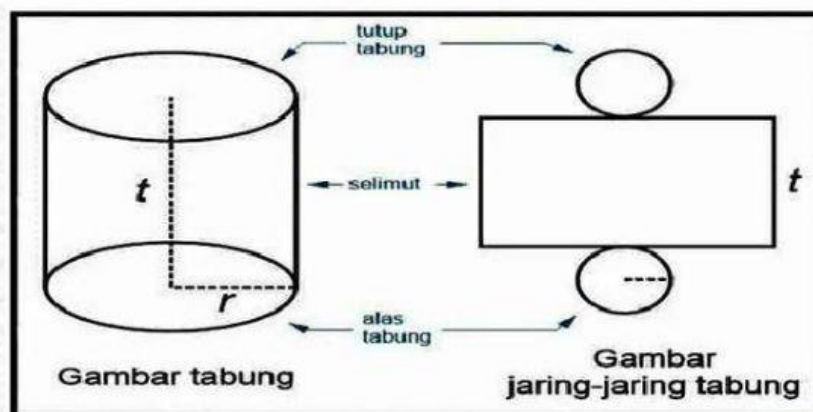 tutup
tabung
t
selimut
t
r
alas
tabung
Gambar tabung
Gambar
jaring-jaring tabung